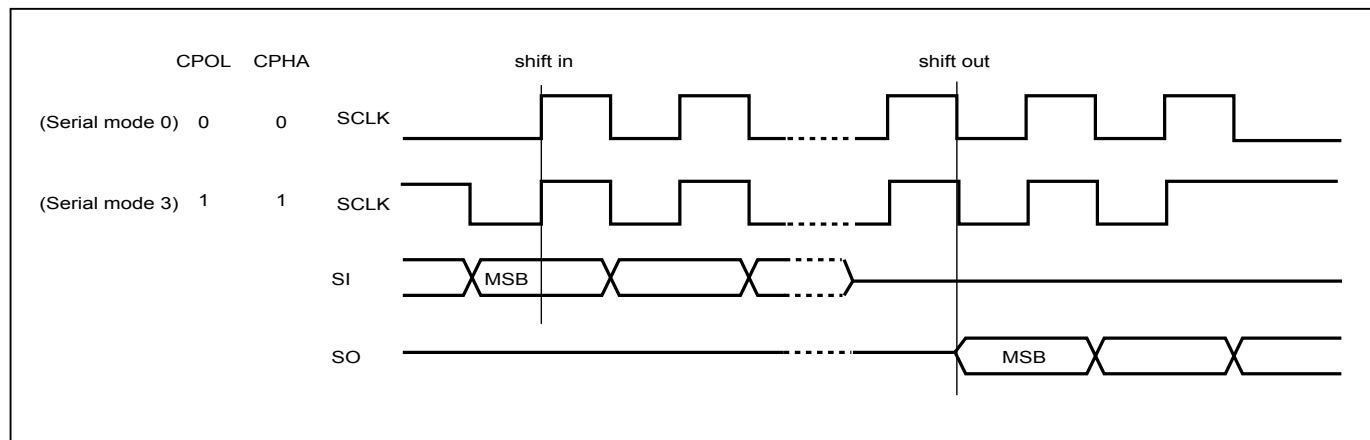 CPOL CPHA shift in shift out
(Serial mode 0) 0 0 SCLK
(Serial mode 3) 1 1 SCLK
SI MSB
SO MSB